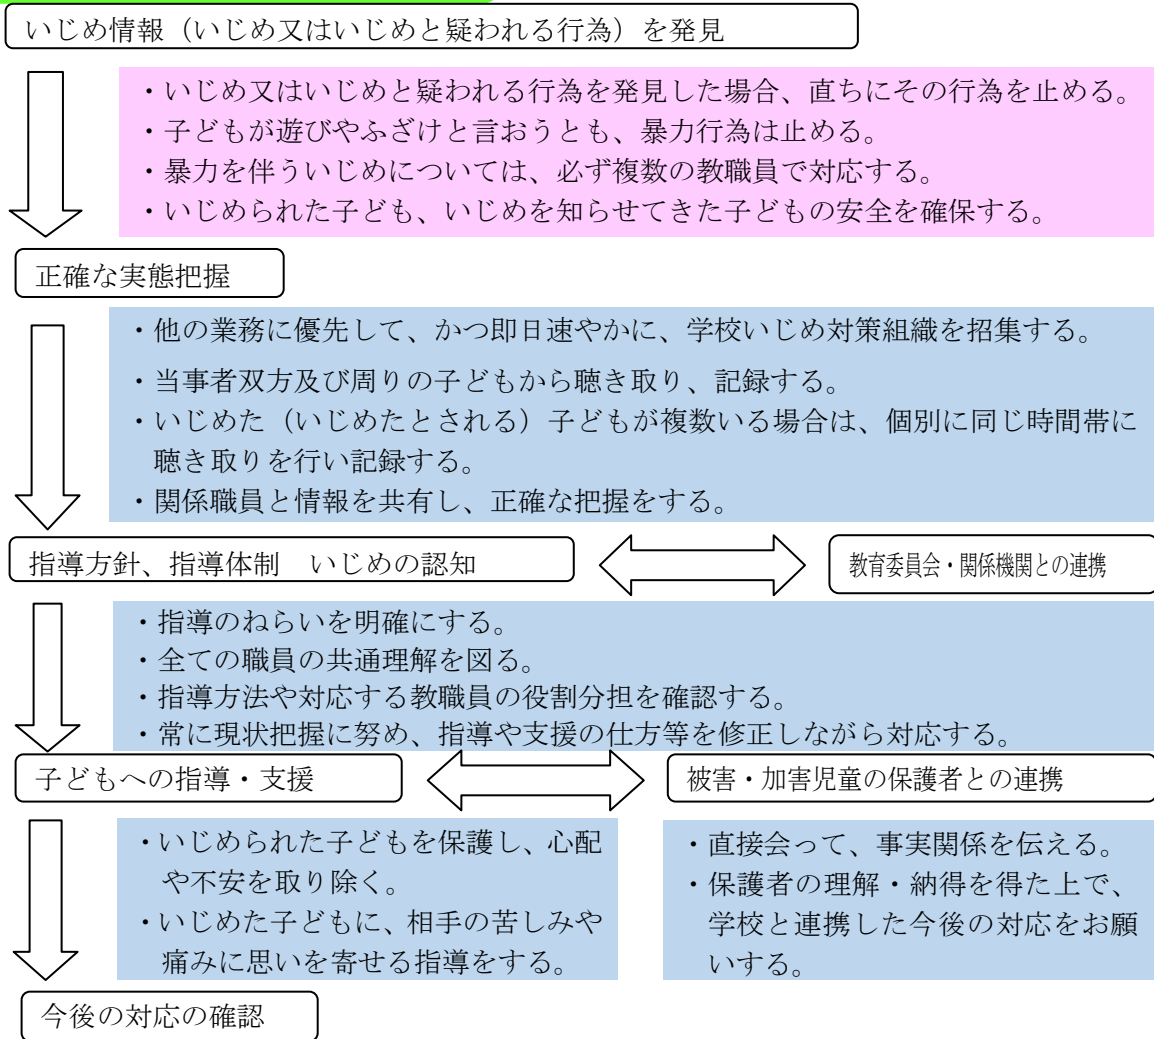 いじめ情報（いじめ又はいじめと疑われる行為）を発見
・いじめ又はいじめと疑われる行為を発見した場合、直ちにその行為を止める。
・子どもが遊びやふざけと言おうとも、暴力行為は止める。
・暴力を伴ういじめについては、必ず複数の教職員で対応する。
・いじめられた子ども、いじめを知らせてきた子どもの安全を確保する。
正確な実態把握
・他の業務に優先して、かつ即日速やかに、学校いじめ対策組織を招集する。
・当事者双方及び周りの子どもから聴き取り、記録する。
・いじめた（いじめたとされる）子どもが複数いる場合は、個別に同じ時間帯に
聴き取りを行い記録する。
・関係職員と情報を共有し、正確な把握をする。
指導方針、指導体制　いじめの認知
教育委員会・関係機関との連携
・指導のねらいを明確にする。
・全ての職員の共通理解を図る。
・指導方法や対応する教職員の役割分担を確認する。
・常に現状把握に努め、指導や支援の仕方等を修正しながら対応する。
子どもへの指導・支援
被害・加害児童の保護者との連携
・いじめられた子どもを保護し、心配
や不安を取り除く。
・いじめた子どもに、相手の苦しみや
痛みに思いを寄せる指導をする。
・直接会って、事実関係を伝える。
・保護者の理解・納得を得た上で、
学校と連携した今後の対応をお願
いする。
今後の対応の確認